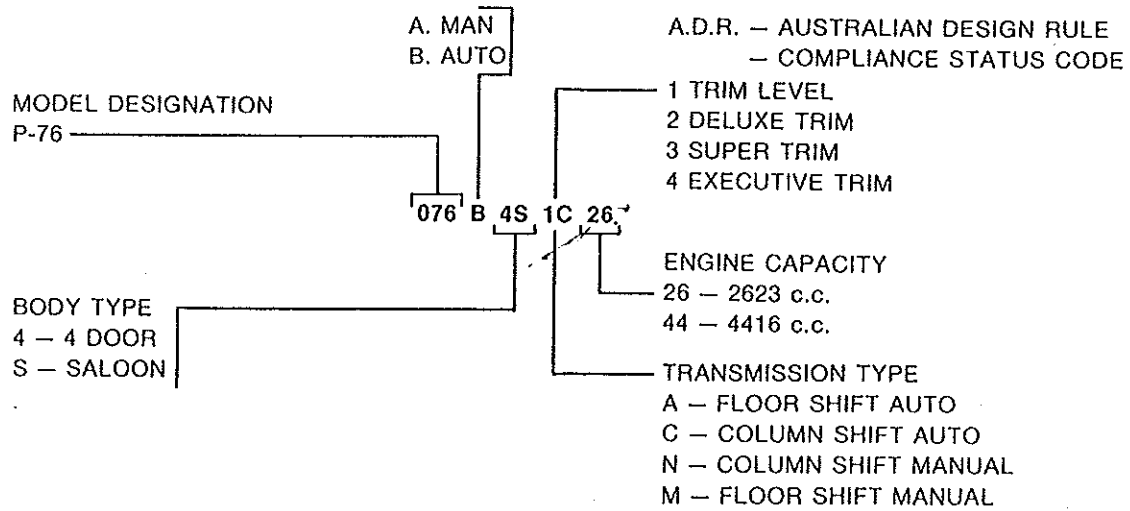 A. MAN
B. AUTO
A.D.R. — AUSTRALIAN DESIGN RULE
— COMPLIANCE STATUS CODE
MODEL DESIGNATION
P-76
1 TRIM LEVEL
2 DELUXE TRIM
3 SUPER TRIM
4 EXECUTIVE TRIM
076 B 4S 1C 26
BODY TYPE
4 — 4 DOOR
S — SALOON
ENGINE CAPACITY
26 — 2623 c.c.
44 — 4416 c.c.
TRANSMISSION TYPE
A — FLOOR SHIFT AUTO
C — COLUMN SHIFT AUTO
N — COLUMN SHIFT MANUAL
M — FLOOR SHIFT MANUAL